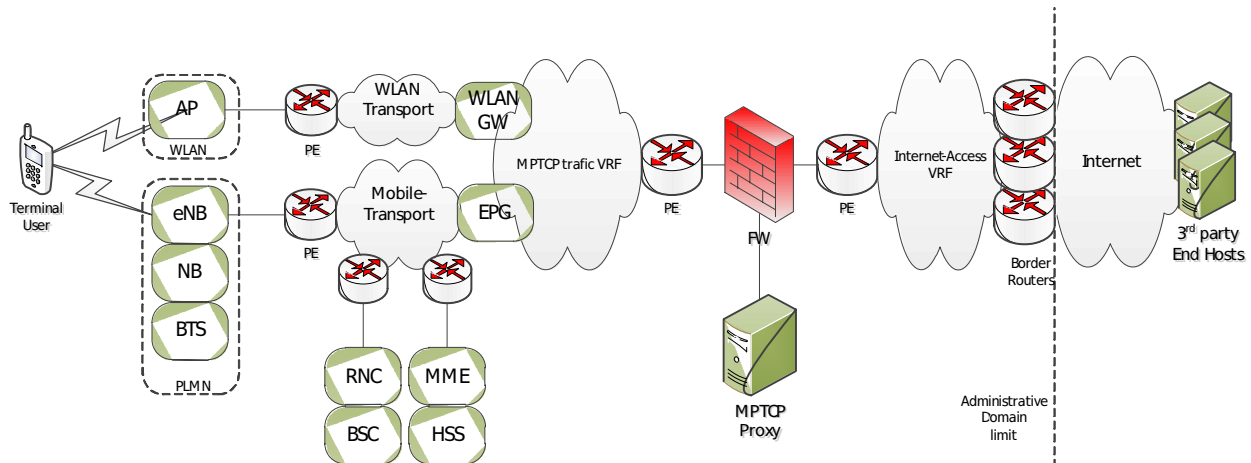 AP
WLAN
Terminal
User
eNB
NB
BTS
PLMN
PE
WLAN
Transport
WLAN
GW
PE
Mobile-
Transport
EPG
RNC
BSC
MME
HSS
MPTCP trafic VRF
PE
FW
MPTCP
Proxy
PE
Internet-Access
VRF
Border
Routers
Administrative
Domain
limit
Internet
3rd party
End Hosts